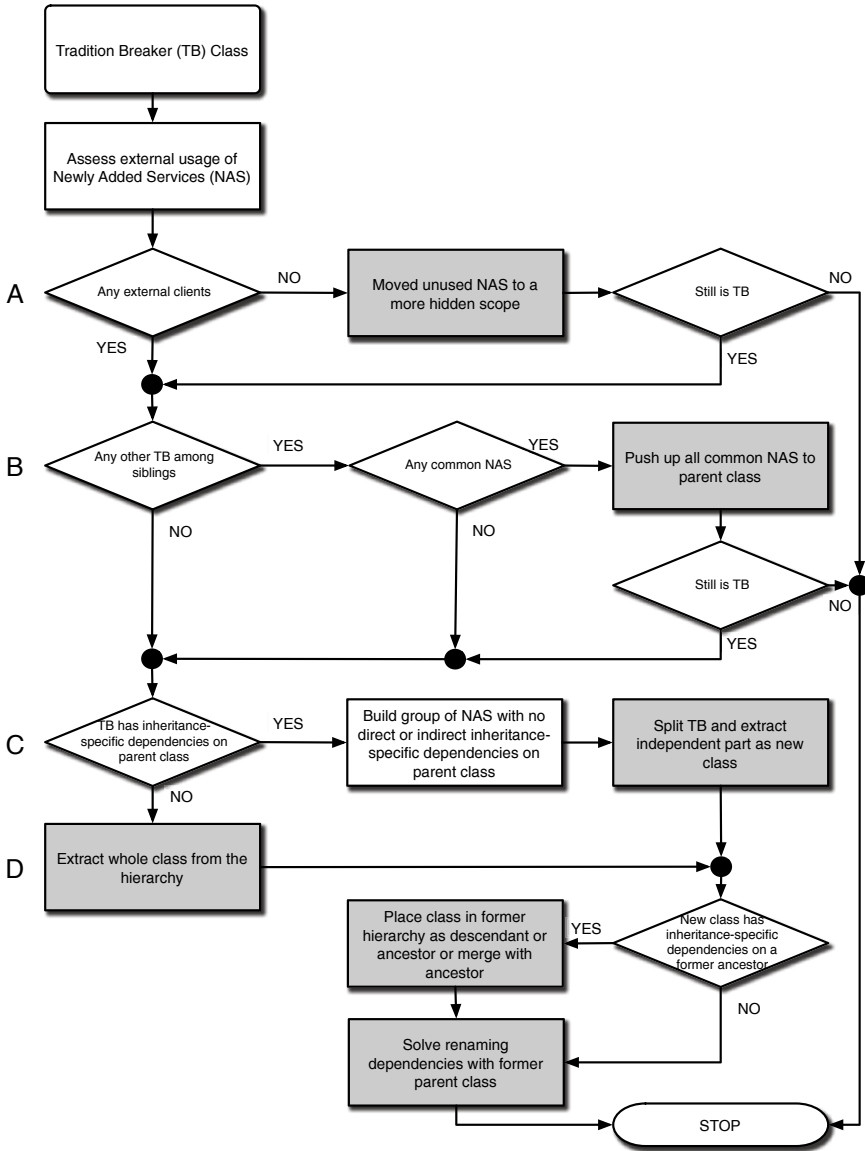 Tradition Breaker (TB) Class
Assess external usage of
Newly Added Services (NAS)
A
Any external clients
NO
Moved unused NAS to a
more hidden scope
Still is TB
NO
YES
YES
B
Any other TB among
siblings
YES
Any common NAS
YES
Push up all common NAS to
parent class
NO
NO
Still is TB
NO
YES
C
TB has inheritance-
specific dependencies on
parent class
YES
Build group of NAS with no
direct or indirect inheritance-
specific dependencies on
parent class
Split TB and extract
independent part as new
class
NO
D
Extract whole class from the
hierarchy
Place class in former
hierarchy as descendant or
ancestor or merge with
ancestor
YES
New class has
inheritance-specific
dependencies on a
former ancestor
NO
Solve renaming
dependencies with former
parent class
STOP